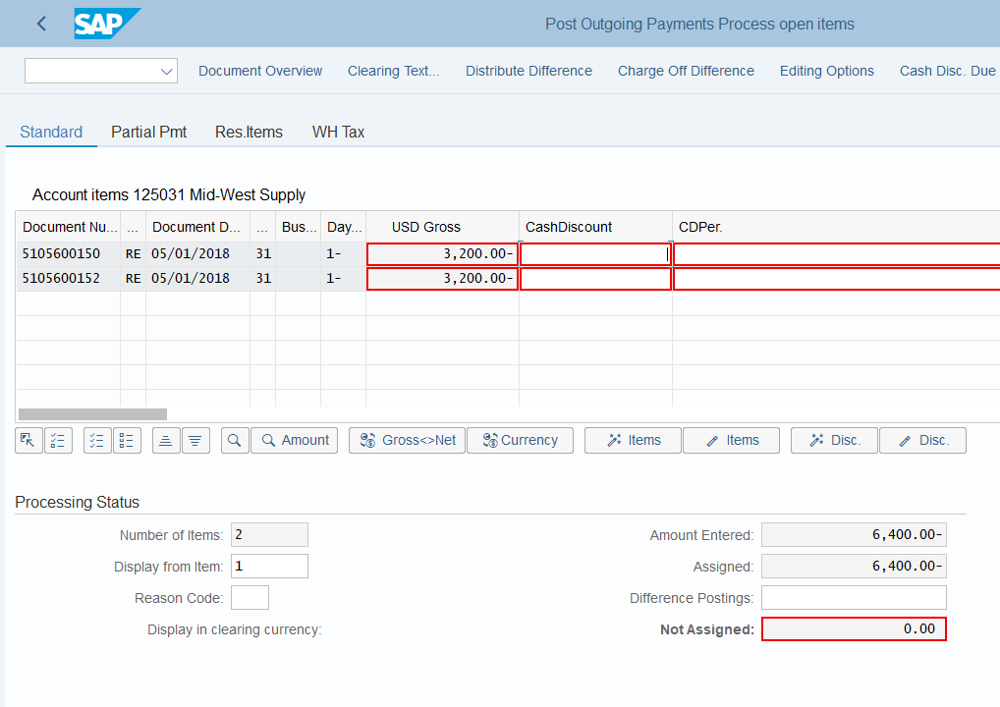 SAP Post Outgoing Payments Process open items
Document Overview Clearing Text... Distribute Difference Charge Off Difference Editing Options Cash Disc. Due
Standard Partial Pmt Res.Items WH Tax
Account items 125031 Mid-West Supply
Document Nu... ... Document D... ... Bus... Day... USD Gross CashDiscount CDPer.
5105600150 RE 05/01/2018 31 1- 3,200.00-
5105600152 RE 05/01/2018 31 1- 3,200.00-
Amount Gross<>Net Currency Items Items Disc. Disc.
Processing Status
Number of Items: 2 Amount Entered: 6,400.00-
Display from Item: 1 Assigned: 6,400.00-
Reason Code: Difference Postings:
Display in clearing currency: Not Assigned: 0.00